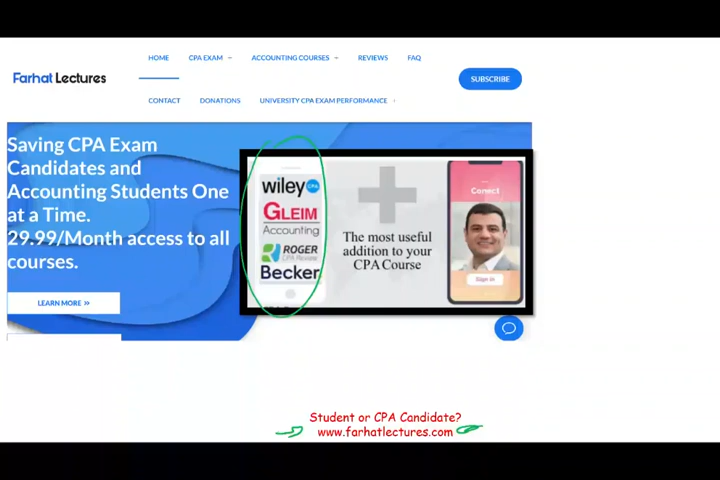 HOME
CPA EXAM
ACCOUNTING COURSES
REVIEWS
FAQ
Farhat Lectures
SUBSCRIBE
CONTACT
DONATIONS
UNIVERSITY CPA EXAM PERFORMANCE
Saving CPA Exam
Candidates and
Accounting Students One
at a Time.
29.99/Month access to all
courses.
LEARN MORE »
wiley CPA
GLEIM
Accounting
ROGER
CPA Review
Becker
The most useful
addition to your
CPA Course
Connect
Sign in
Student or CPA Candidate?
www.farhatlectures.com